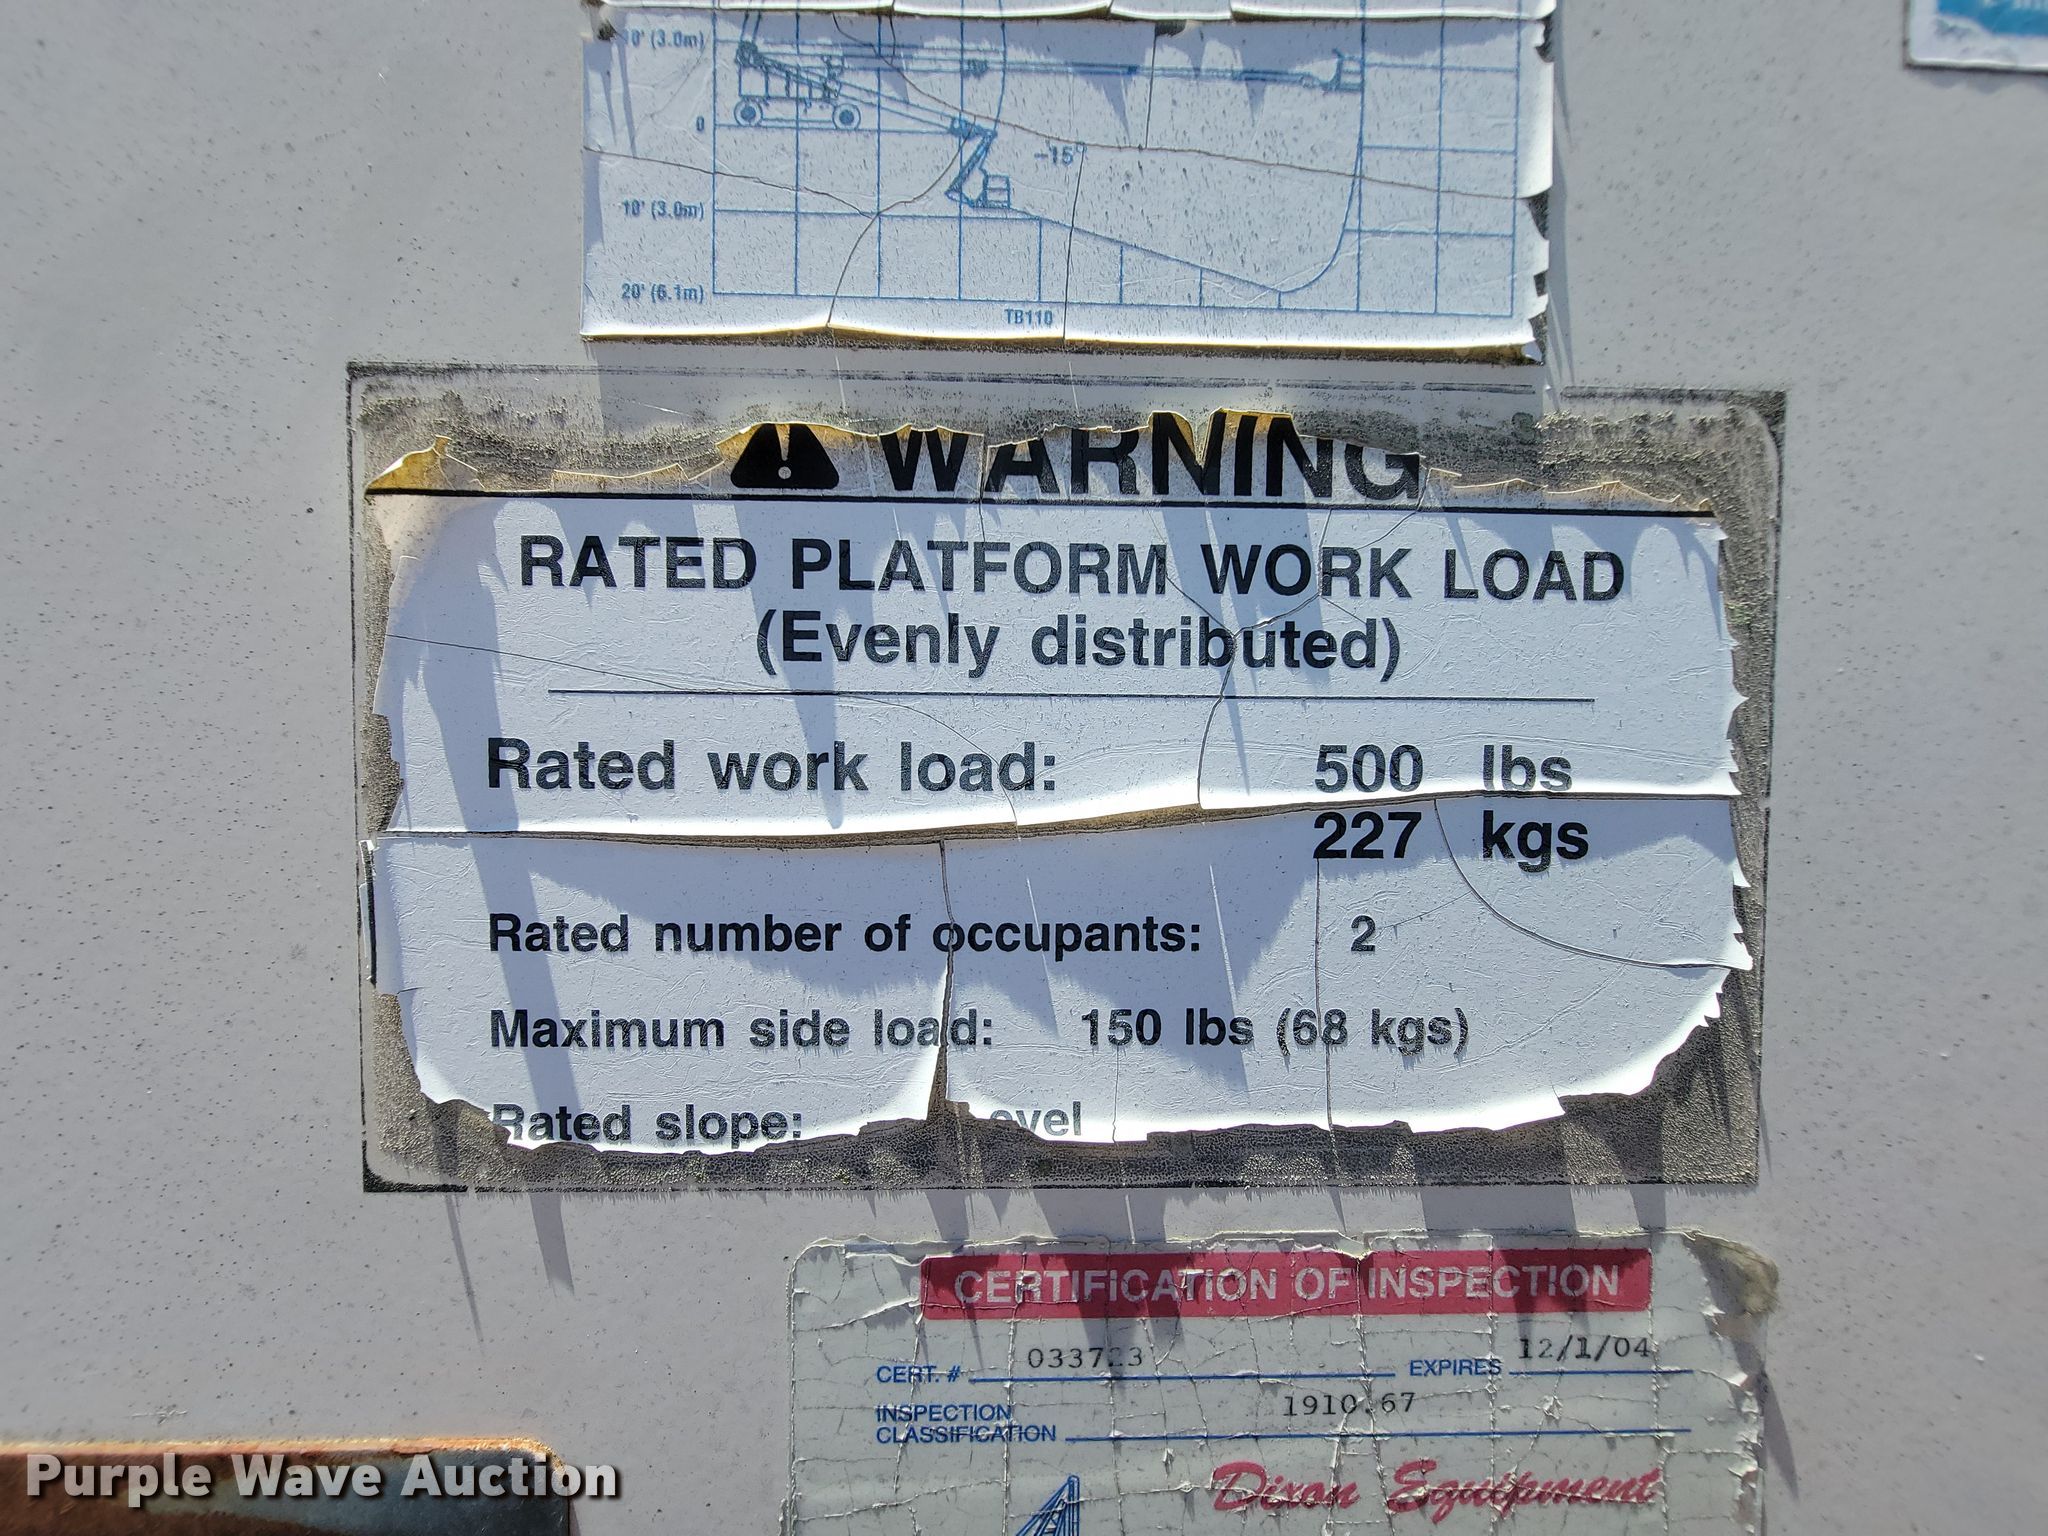 10' (3.0m)
0
-15°
10' (3.0m)
20' (6.1m)
TB110
WARNING
RATED PLATFORM WORK LOAD
(Evenly distributed)
Rated work load: 500 lbs
227 kgs
Rated number of occupants: 2
Maximum side load: 150 lbs (68 kgs)
Rated slope: evel
CERTIFICATION OF INSPECTION
CERT. # 033723 EXPIRES 12/1/04
INSPECTION
CLASSIFICATION 1910.67
Dixon Equipment
Purple Wave Auction